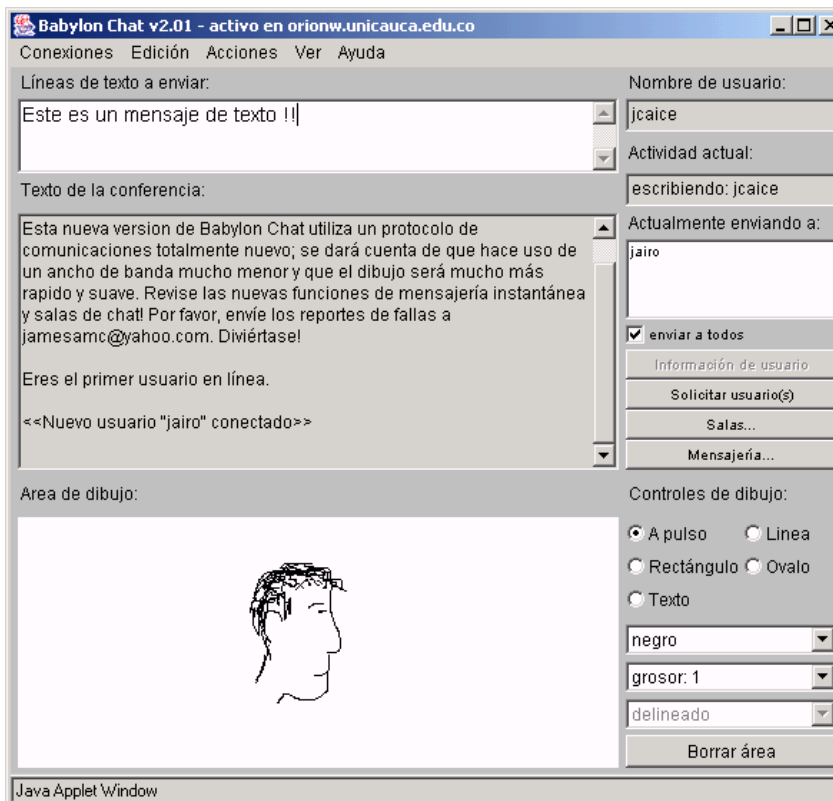 Babylon Chat v2.01 - activo en orionw.unicauca.edu.co
Conexiones Edición Acciones Ver Ayuda
Líneas de texto a enviar:
Este es un mensaje de texto !!
Texto de la conferencia:
Esta nueva version de Babylon Chat utiliza un protocolo de
comunicaciones totalmente nuevo; se dará cuenta de que hace uso de
un ancho de banda mucho menor y que el dibujo será mucho más
rapido y suave. Revise las nuevas funciones de mensajería instantánea
y salas de chat! Por favor, envíe los reportes de fallas a
jamesamc@yahoo.com. Diviértase!
Eres el primer usuario en línea.
<<Nuevo usuario "jairo" conectado>>
Nombre de usuario:
jcaice
Actividad actual:
escribiendo: jcaice
Actualmente enviando a:
jairo
enviar a todos
Información de usuario
Solicitar usuario(s)
Salas...
Mensajería...
Area de dibujo:
Controles de dibujo:
A pulso Linea
Rectángulo Ovalo
Texto
negro
grosor: 1
delineado
Borrar área
Java Applet Window